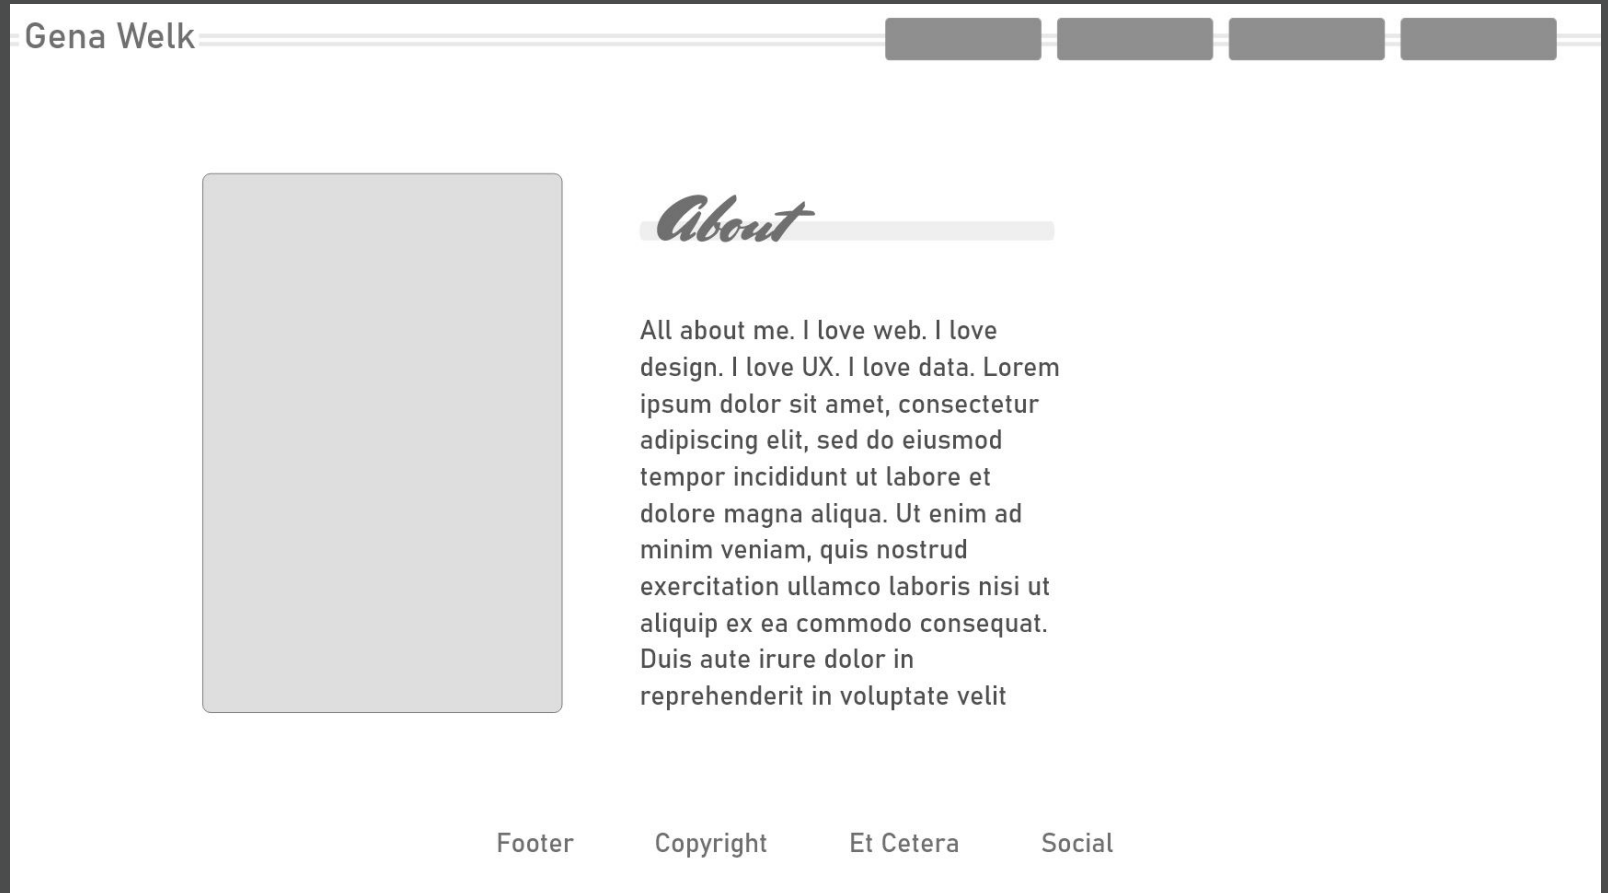 Gena Welk
About
All about me. I love web. I love
design. I love UX. I love data. Lorem
ipsum dolor sit amet, consectetur
adipiscing elit, sed do eiusmod
tempor incididunt ut labore et
dolore magna aliqua. Ut enim ad
minim veniam, quis nostrud
exercitation ullamco laboris nisi ut
aliquip ex ea commodo consequat.
Duis aute irure dolor in
reprehenderit in voluptate velit
Footer Copyright Et Cetera Social